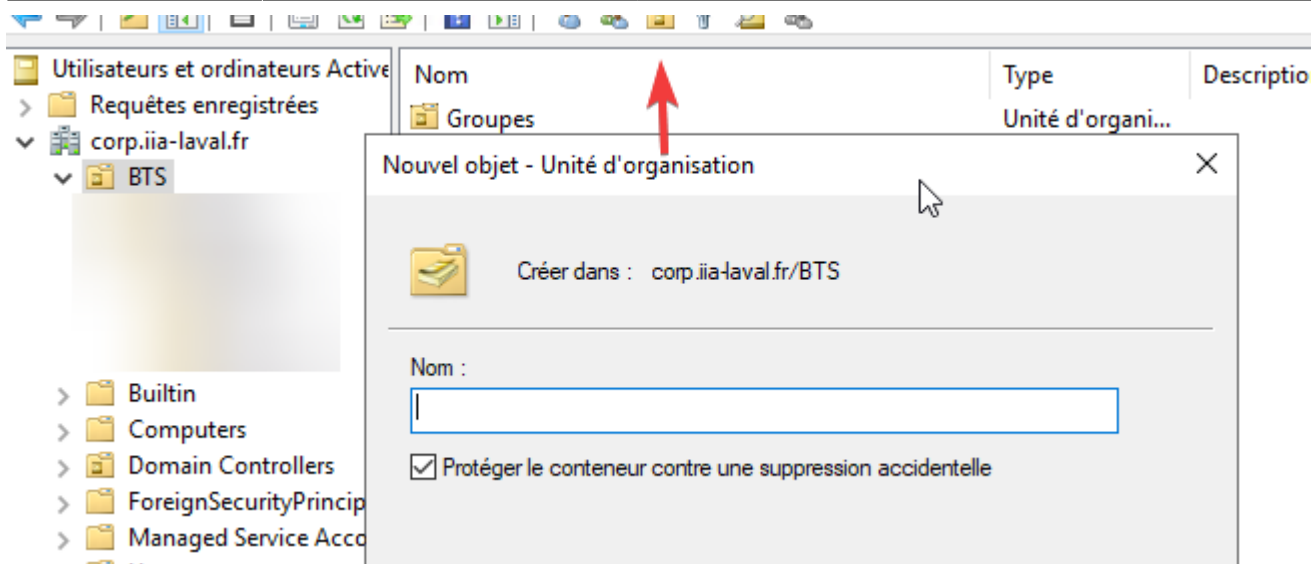 Utilisateurs et ordinateurs Active
Nom Type Descriptio
Requêtes enregistrées
Groupes Unité d'organi...
corp.iia-laval.fr
BTS
Nouvel objet - Unité d'organisation
Créer dans : corp.iia-laval.fr/BTS
Nom :
Protéger le conteneur contre une suppression accidentelle
Builtin
Computers
Domain Controllers
ForeignSecurityPrincip
Managed Service Acco